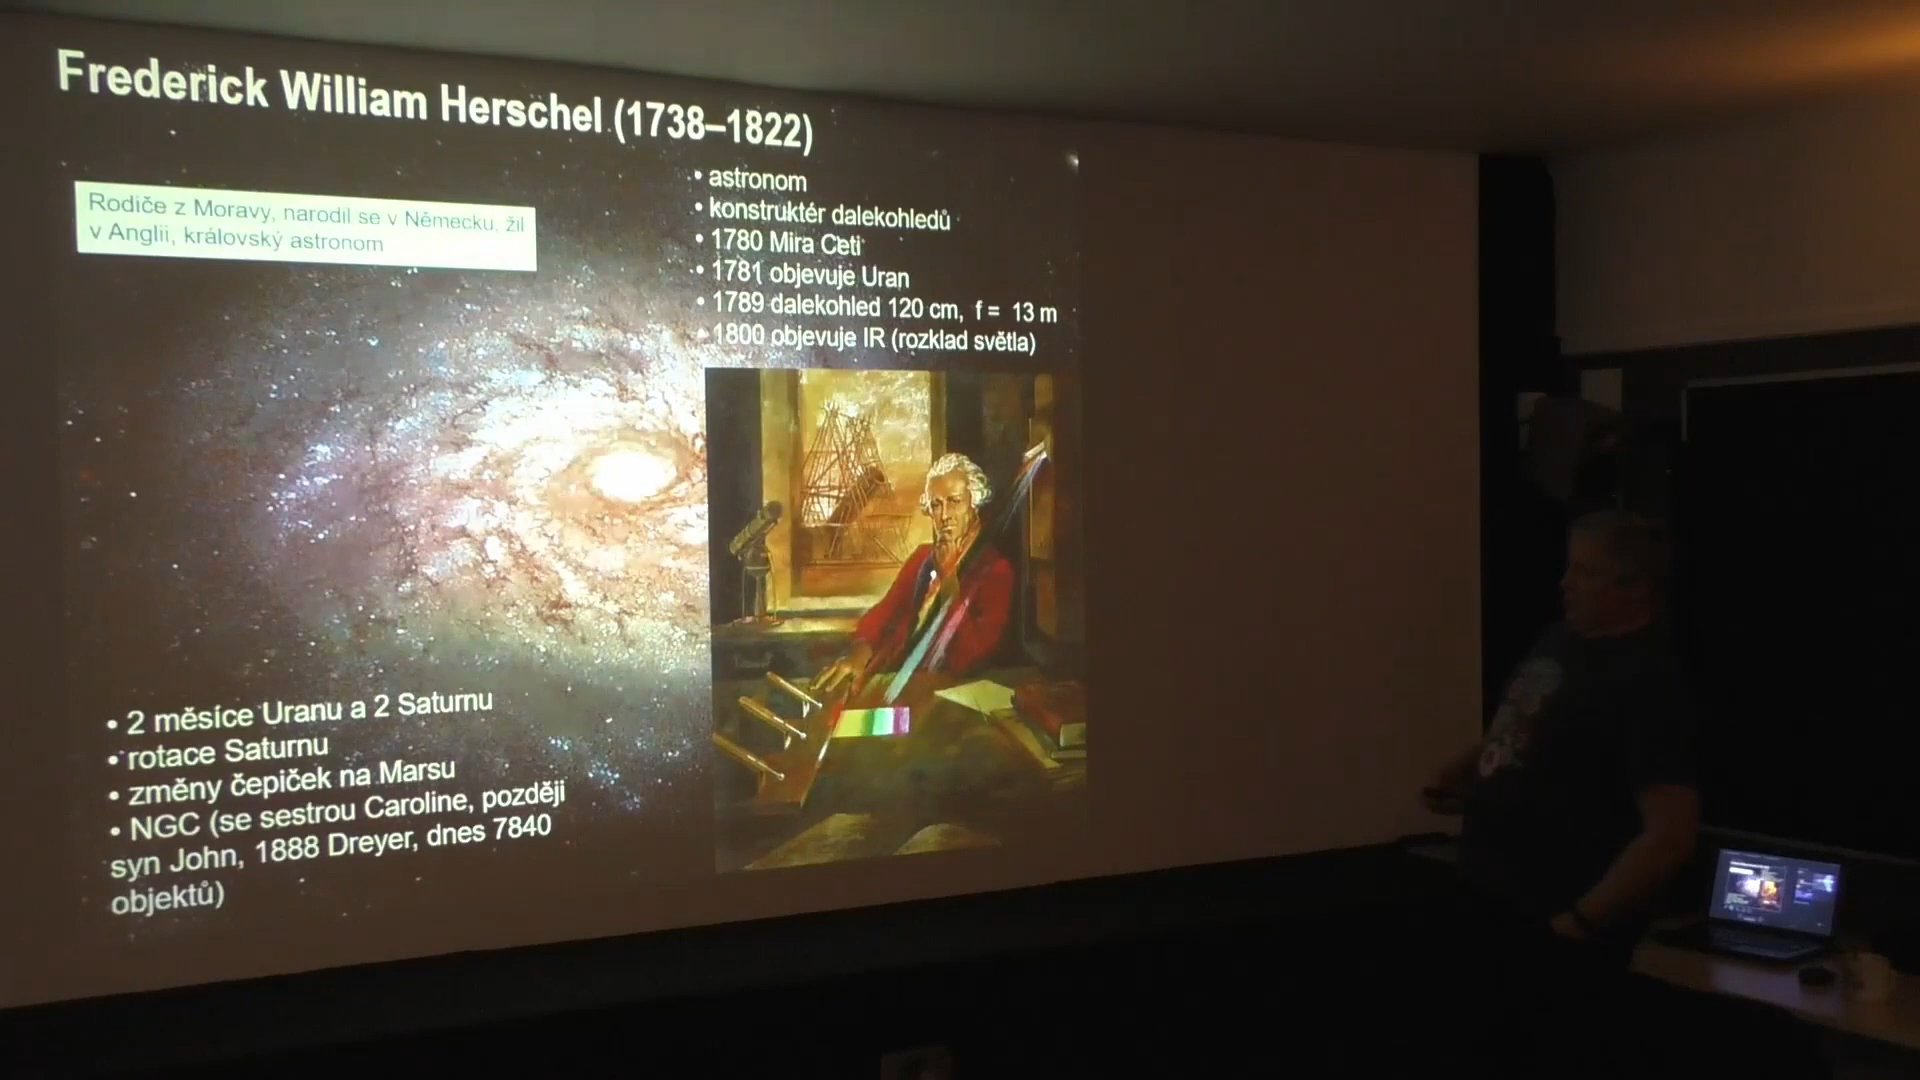 Frederick William Herschel (1738–1822)
Rodiče z Moravy, narodil se v Německu, žil
v Anglii, královský astronom
• astronom
• konstruktér dalekohledů
• 1780 Mira Ceti
• 1781 objevuje Uran
• 1789 dalekohled 120 cm, f = 13 m
• 1800 objevuje IR (rozklad světla)
• 2 měsíce Uranu a 2 Saturnu
• rotace Saturnu
• změny čepiček na Marsu
• NGC (se sestrou Caroline, později
syn John, 1888 Dreyer, dnes 7840
objektů)